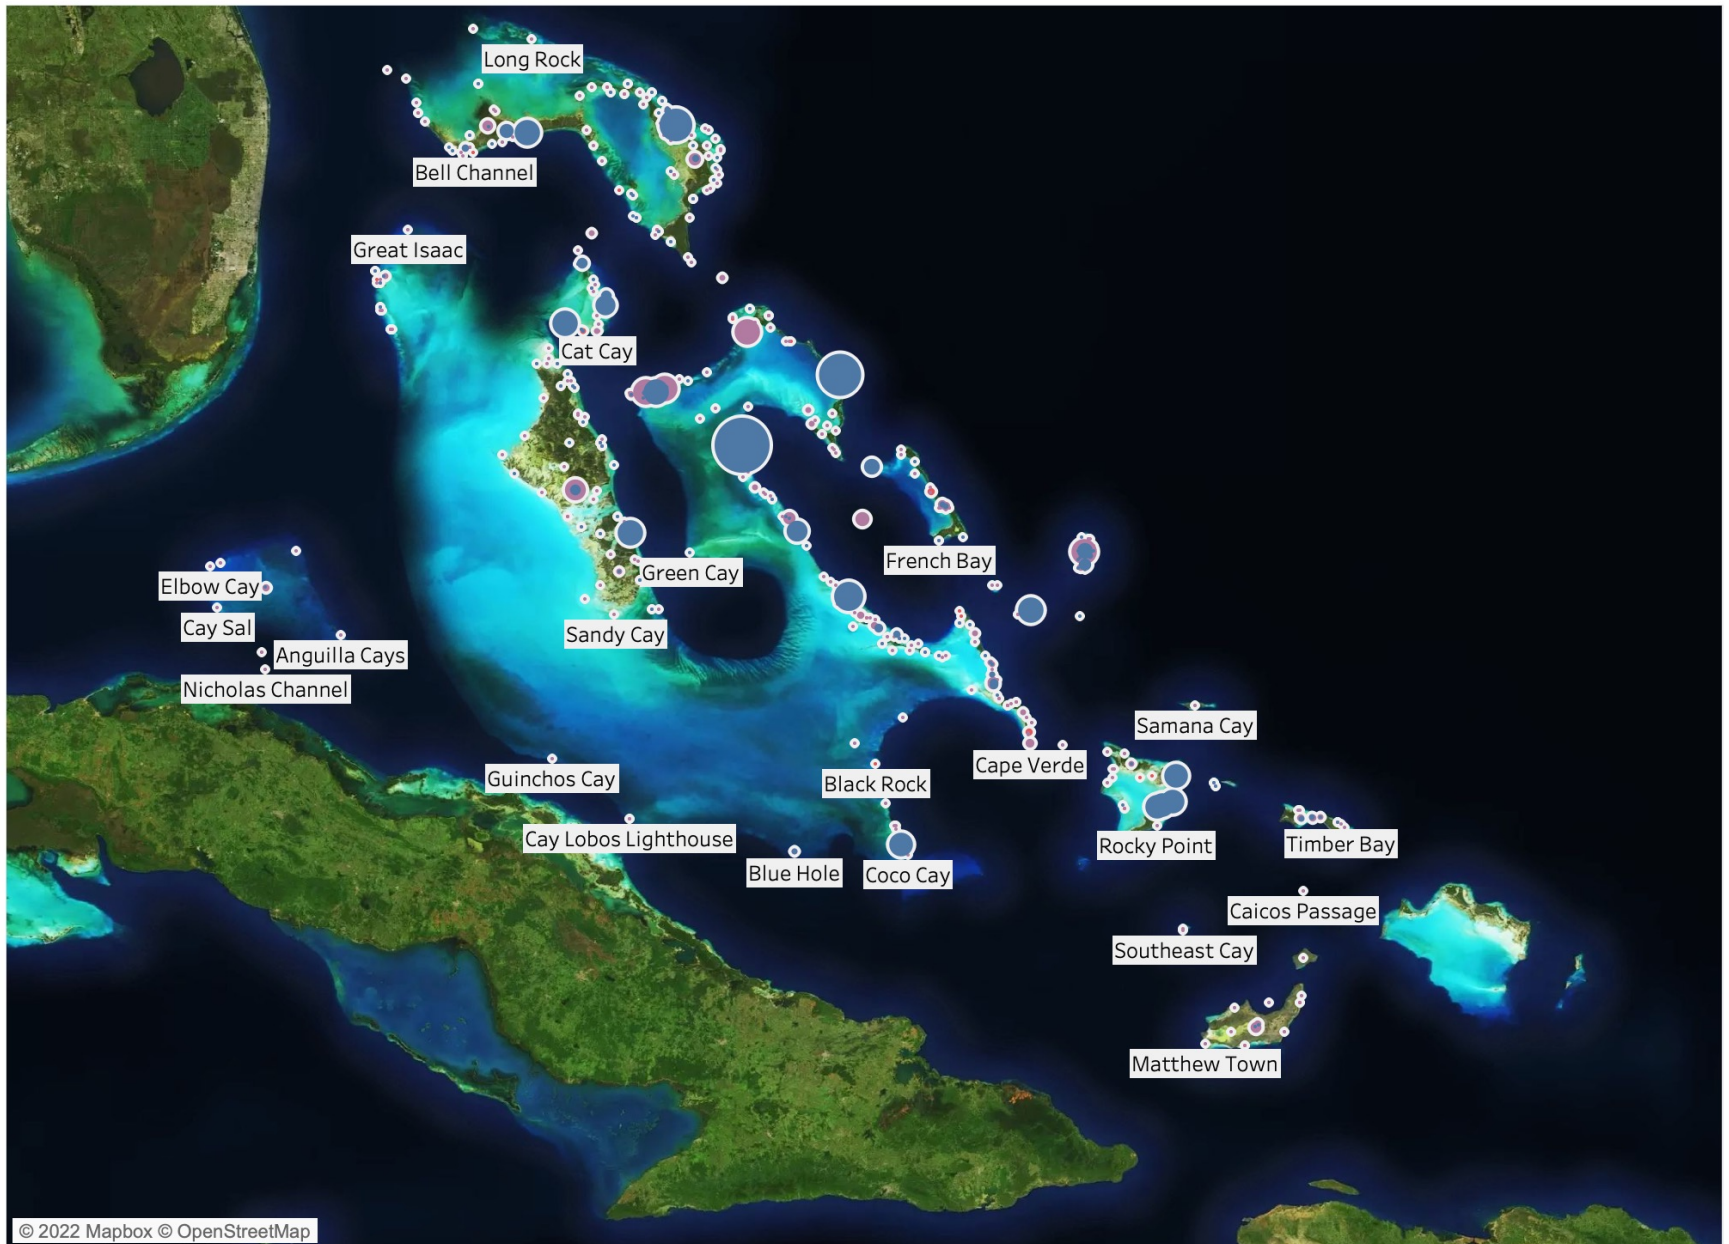 Long Rock
Bell Channel
Great Isaac
Cat Cay
French Bay
Green Cay
Elbow Cay
Cay Sal
Sandy Cay
Anguilla Cays
Nicholas Channel
Samana Cay
Cape Verde
Guinchos Cay
Black Rock
Cay Lobos Lighthouse
Rocky Point
Timber Bay
Blue Hole
Coco Cay
Caicos Passage
Southeast Cay
Matthew Town
© 2022 Mapbox © OpenStreetMap